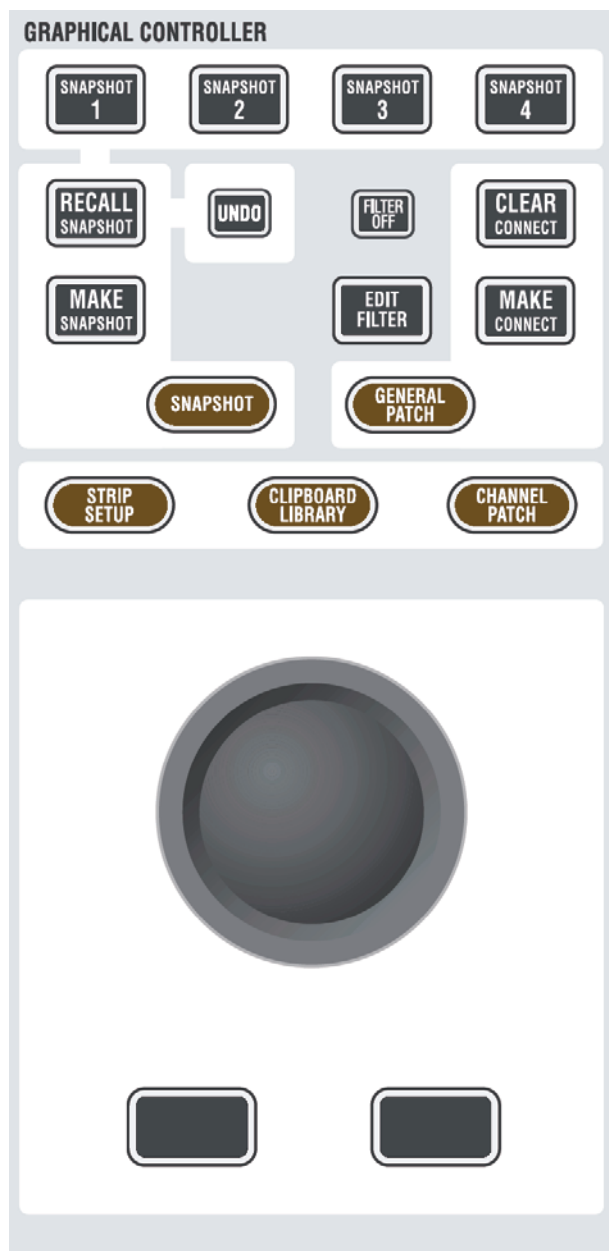 GRAPHICAL CONTROLLER
SNAPSHOT
1
SNAPSHOT
2
SNAPSHOT
3
SNAPSHOT
4
RECALL
SNAPSHOT
UNDO
FILTER
OFF
CLEAR
CONNECT
MAKE
SNAPSHOT
EDIT
FILTER
MAKE
CONNECT
SNAPSHOT
GENERAL
PATCH
STRIP
SETUP
CLIPBOARD
LIBRARY
CHANNEL
PATCH